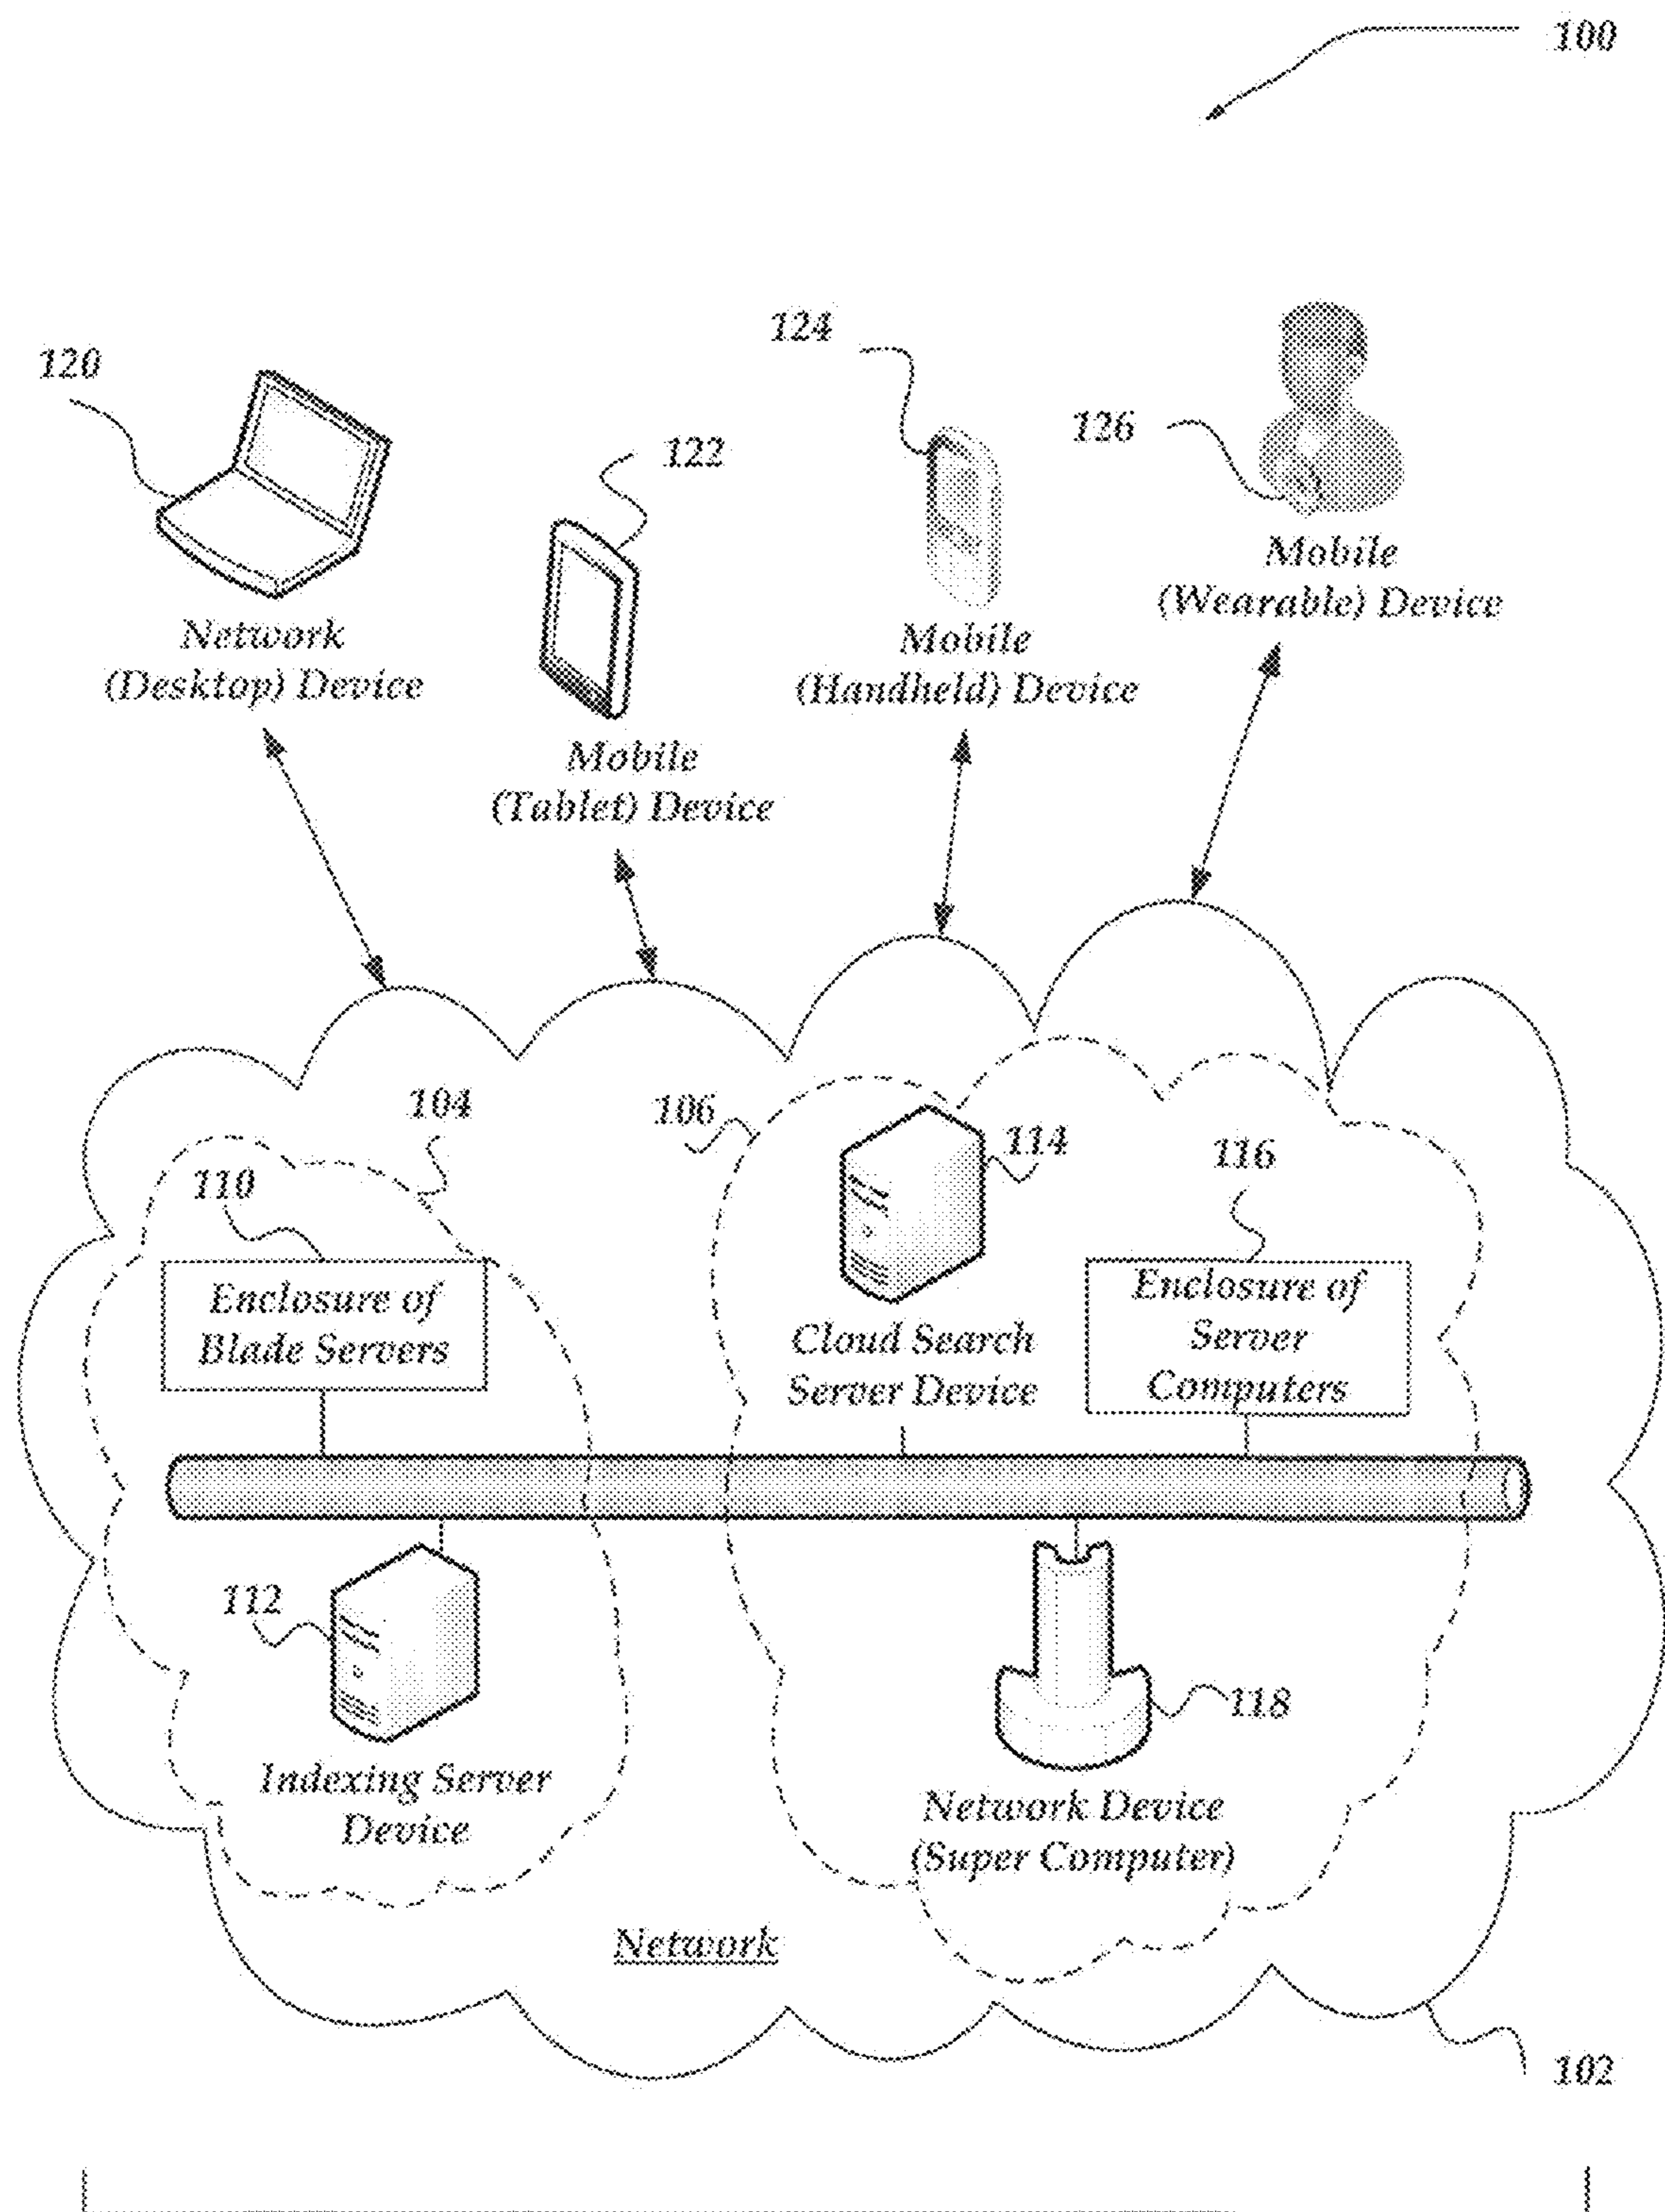 100
120
122
124
126
Network
(Desktop) Device
Mobile
(Tablet) Device
Mobile
(Handheld) Device
Mobile
(Wearable) Device
104
106
110
114
116
Enclosure of
Blade Servers
Cloud Search
Server Device
Enclosure of
Server
Computers
112
118
Indexing Server
Device
Network Device
(Super Computer)
Network
102